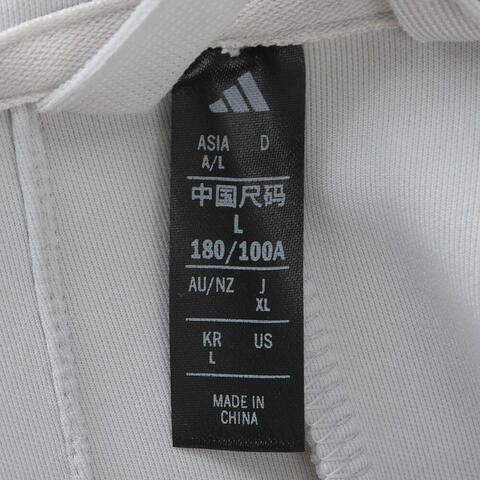 ASIA D
A/L
中国尺码
L
180/100A
AU/NZ J
XL
KR US
L
MADE IN
CHINA